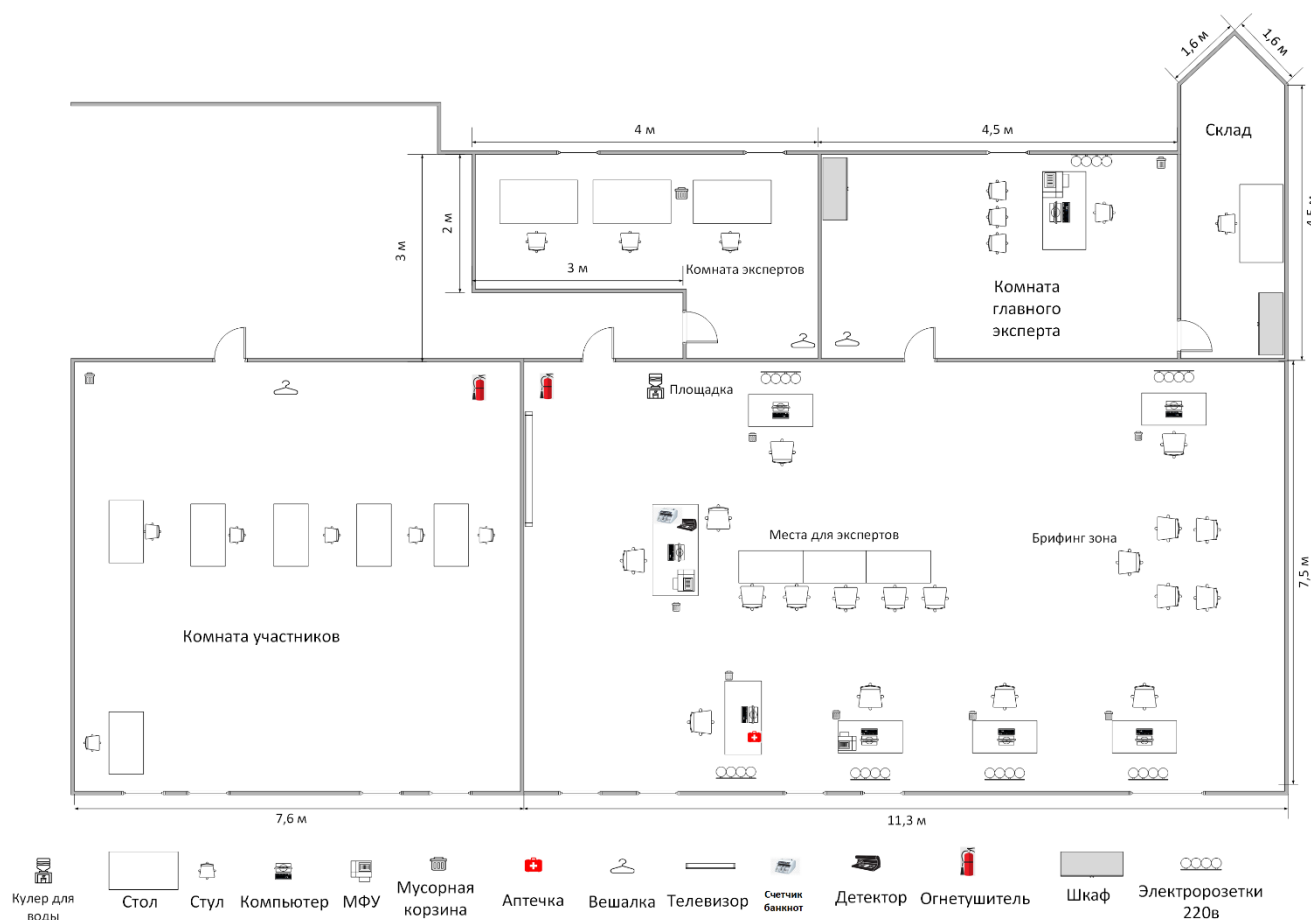 1,6 м
1,6 м
4 м
4,5 м
Склад
4,5 м
3 м
2 м
3 м
Комната экспертов
Комната
главного
эксперта
Площадка
Места для экспертов
Брифинг зона
7,5 м
Комната участников
7,6 м
11,3 м
Кулер для
воды
Стол
Стул
Компьютер
МФУ
Мусорная
корзина
Аптечка
Вешалка
Телевизор
Счетчик
банкнот
Детектор
Огнетушитель
Шкаф
Электророзетки
220в